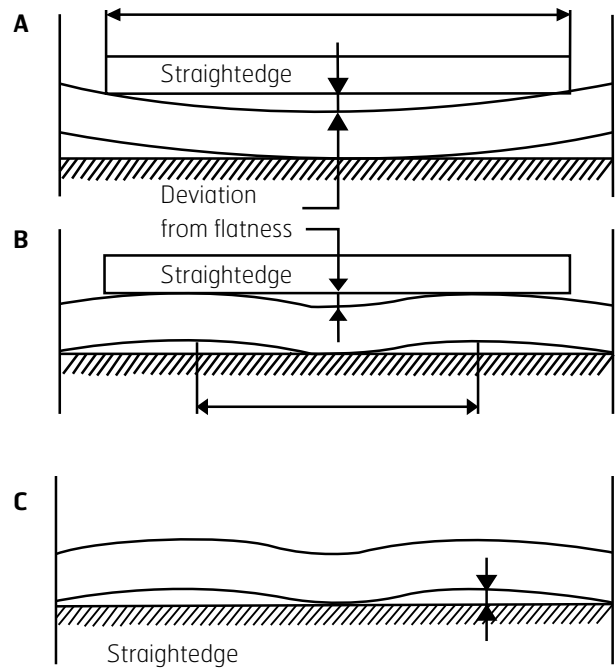 A
Straightedge
Deviation
from flatness
B
Straightedge
C
Straightedge